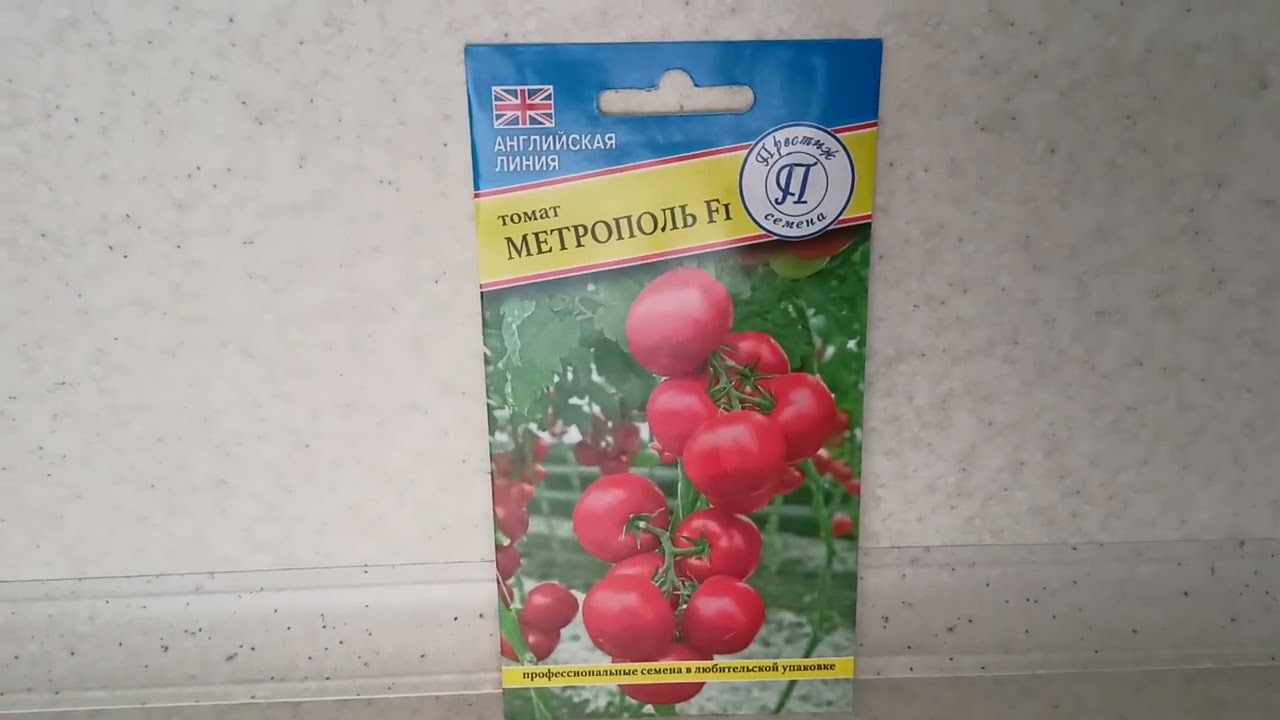 АНГЛИЙСКАЯ
ЛИНИЯ
Престиж
П
семена
томат
МЕТРОПОЛЬ F1
профессиональные семена в любительской упаковке